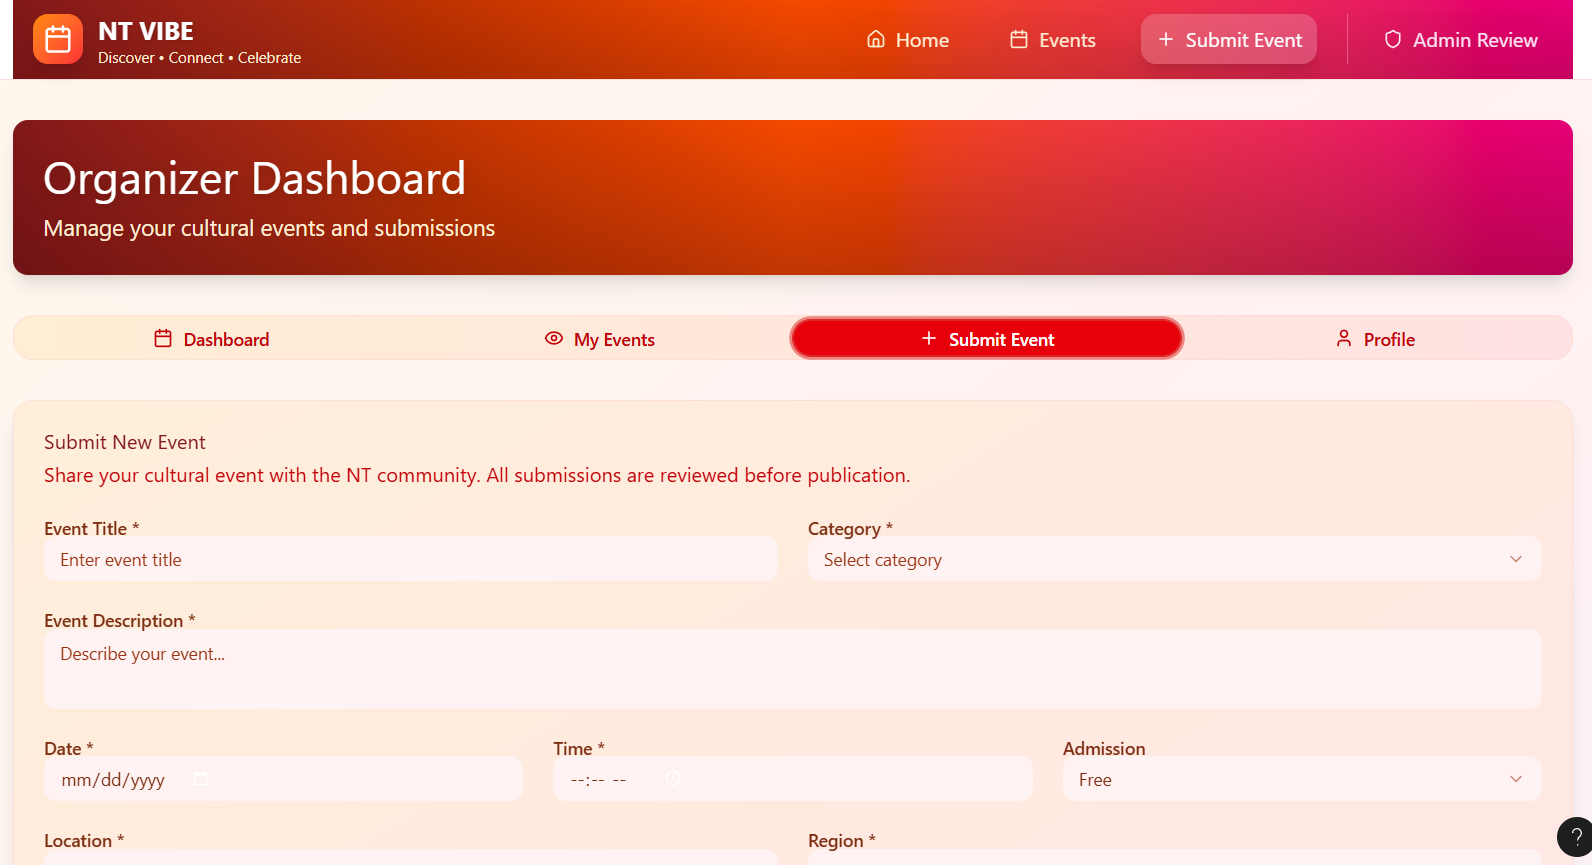 NT VIBE
Discover • Connect • Celebrate
Home
Events
Submit Event
Admin Review
Organizer Dashboard
Manage your cultural events and submissions
Dashboard
My Events
Submit Event
Profile
Submit New Event
Share your cultural event with the NT community. All submissions are reviewed before publication.
Event Title *
Category *
Enter event title
Select category
Event Description *
Describe your event...
Date *
Time *
Admission
mm/dd/yyyy
--:-- --
Free
Location *
Region *
?